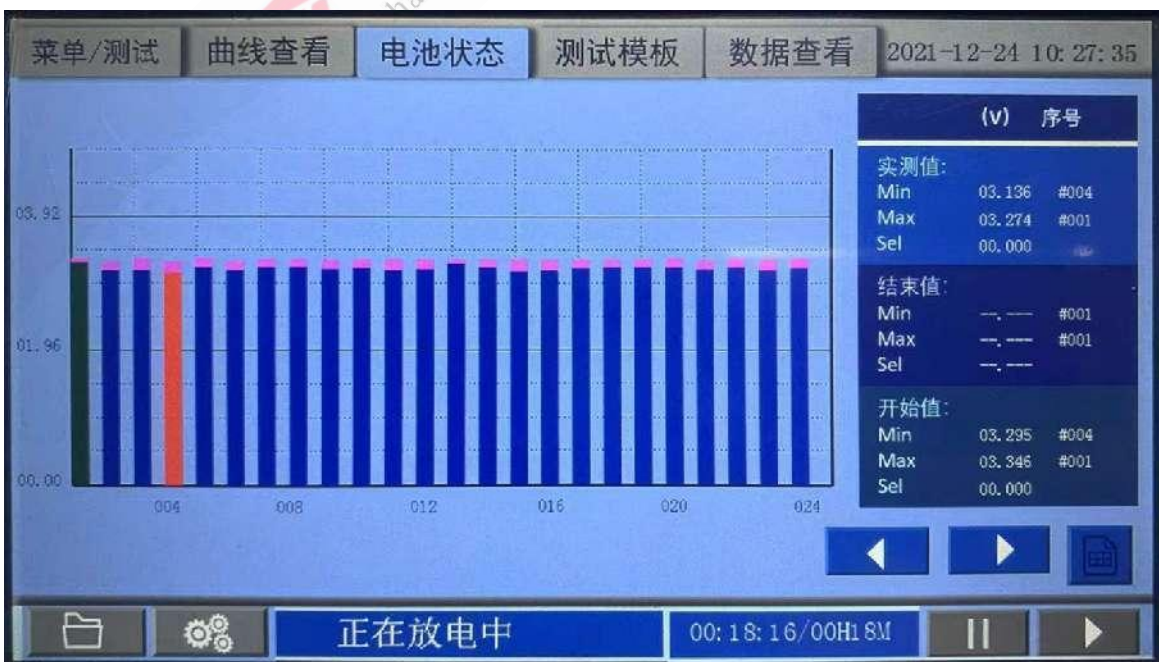 菜单/测试 曲线查看 电池状态 测试模板 数据查看 2021-12-24 10:27:35
(v) 序号
实测值:
Min 03.136 #004
Max 03.274 #001
Sel 00.000
结束值:
Min --.--- #001
Max --.--- #001
Sel --.---
开始值:
Min 03.295 #004
Max 03.346 #001
Sel 00.000
03.92
01.96
00.00
004 008 012 016 020 024
正在放电中 00:18:16/00H18M